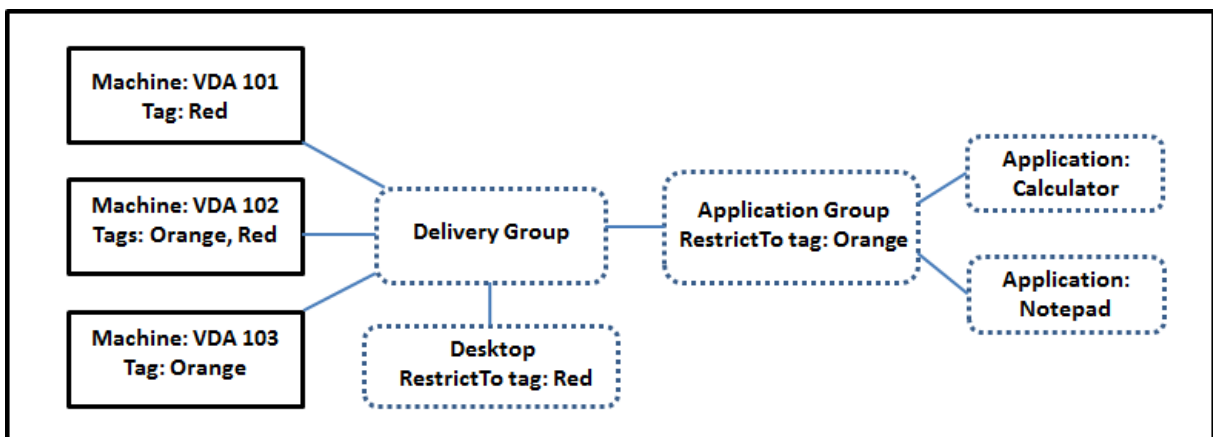 Machine: VDA 101
Tag: Red
Machine: VDA 102
Tags: Orange, Red
Machine: VDA 103
Tag: Orange
Delivery Group
Desktop
RestrictTo tag: Red
Application Group
RestrictTo tag: Orange
Application:
Calculator
Application:
Notepad